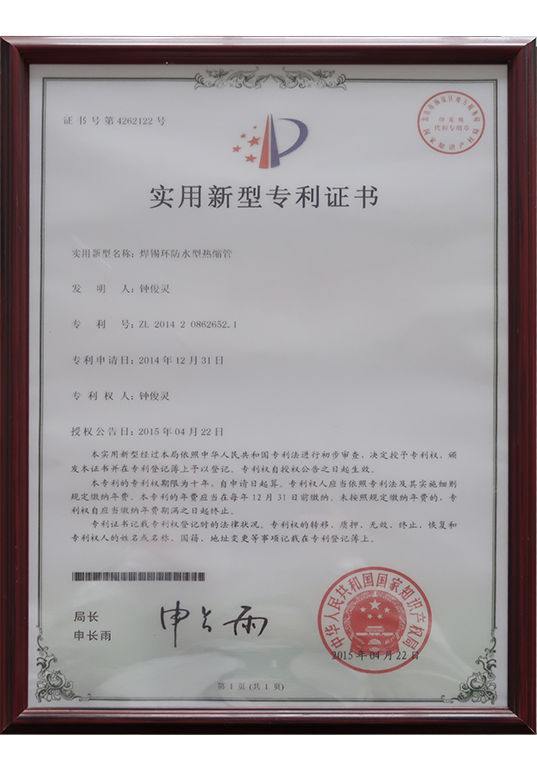 证书号第4262122号
实用新型专利证书
实用新型名称：焊锡环防水型热缩管
发 明 人：钟俊灵
专 利 号：ZL 2014 2 0862652.1
专利申请日：2014年12月31日
专 利 权 人：钟俊灵
授权公告日：2015年04月22日
本实用新型经过本局依照中华人民共和国专利法进行初步审查，决定授予专利权，颁
发本证书并在专利登记簿上予以登记。专利权自授权公告之日起生效。
本专利的专利权期限为十年，自申请日起算。专利权人应当依照专利法及其实施细则
规定缴纳年费。本专利的年费应当在每年12月31日前缴纳。未按照规定缴纳年费的，专
利权自应当缴纳年费期满之日起终止。
专利证书记载专利权登记时的法律状况。专利权的转移、质押、无效、终止、恢复和
专利权人的姓名或名称、国籍、地址变更等事项记载在专利登记簿上。
局长
申长雨
申长雨
中华人民共和国国家知识产权局
2015年04月22日
第1页（共1页）